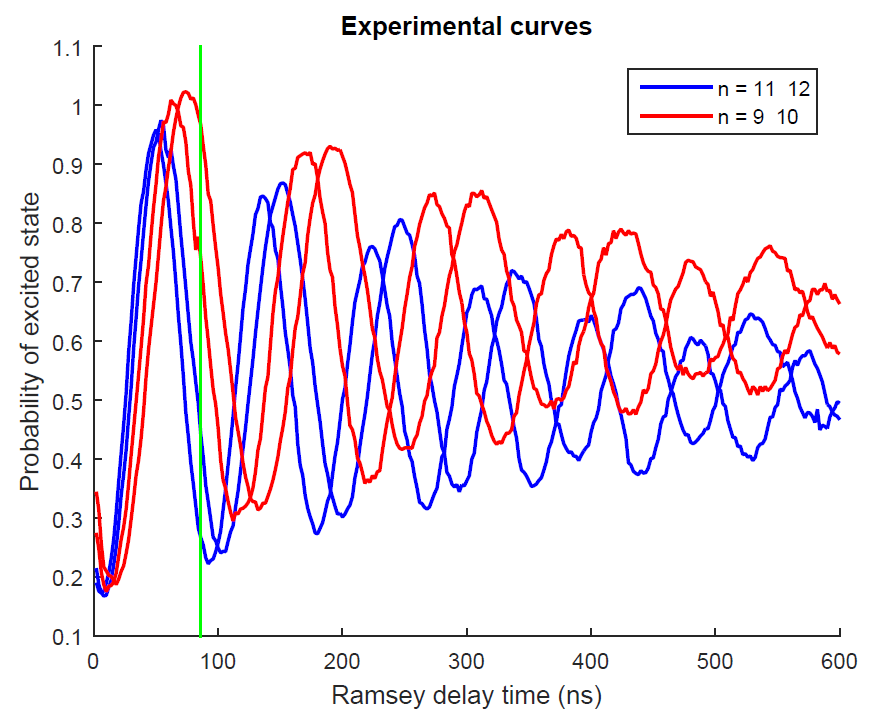 Experimental curves
n = 11  12
n = 9  10
Probability of excited state
1.1
1
0.9
0.8
0.7
0.6
0.5
0.4
0.3
0.2
0.1
0 100 200 300 400 500 600
Ramsey delay time (ns)